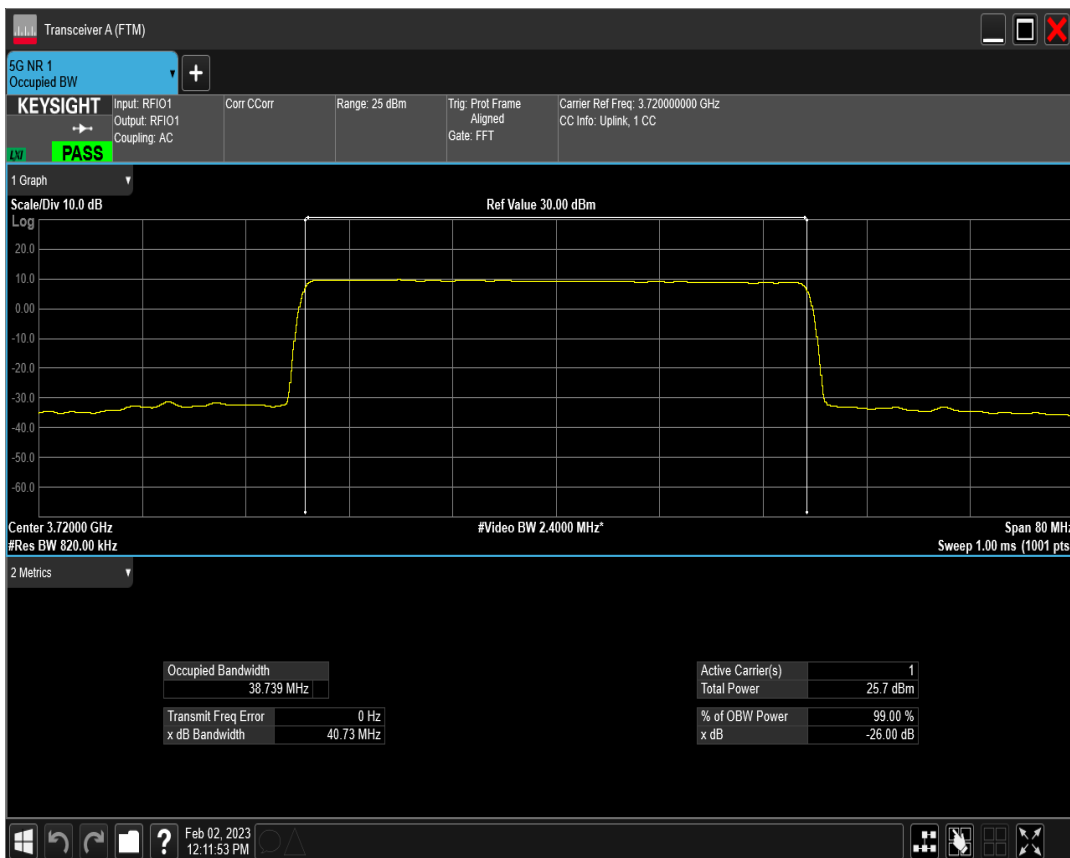 Transceiver A (FTM)
5G NR 1
Occupied BW
+
KEYSIGHT
LXI
PASS
Input: RFIO1
Output: RFIO1
Coupling: AC
Corr CCorr
Range: 25 dBm
Trig: Prot Frame
Aligned
Gate: FFT
Carrier Ref Freq: 3.720000000 GHz
CC Info: Uplink, 1 CC
1 Graph
Scale/Div 10.0 dB
Ref Value 30.00 dBm
Log
20.0
10.0
0.00
-10.0
-20.0
-30.0
-40.0
-50.0
-60.0
Center 3.72000 GHz
#Video BW 2.4000 MHz*
Span 80 MHz
#Res BW 820.00 kHz
Sweep 1.00 ms (1001 pts
2 Metrics
Occupied Bandwidth
38.739 MHz
Transmit Freq Error 0 Hz
x dB Bandwidth 40.73 MHz
Active Carrier(s) 1
Total Power 25.7 dBm
% of OBW Power 99.00 %
x dB -26.00 dB
?
Feb 02, 2023
12:11:53 PM